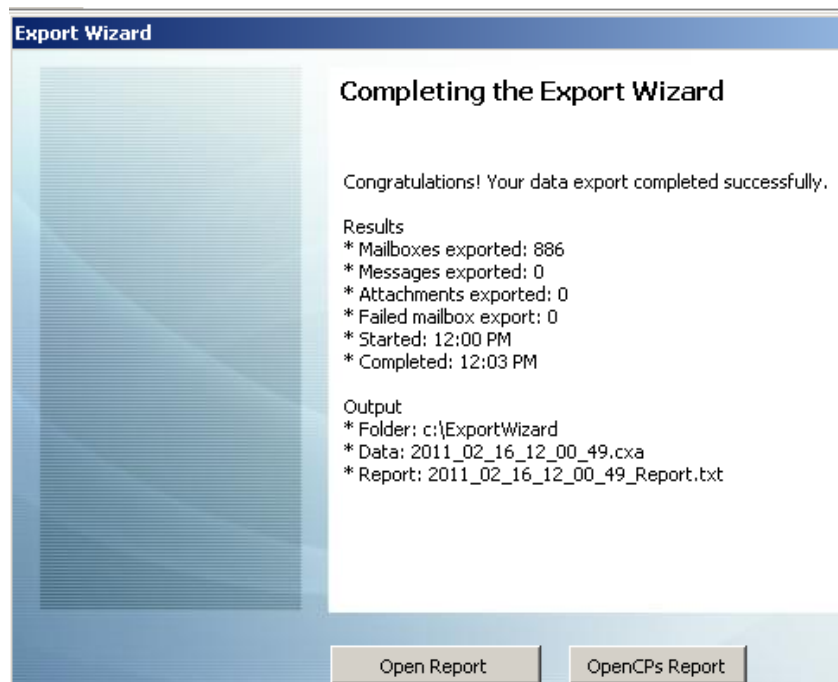 Export Wizard
Completing the Export Wizard
Congratulations! Your data export completed successfully.
Results
* Mailboxes exported: 886
* Messages exported: 0
* Attachments exported: 0
* Failed mailbox export: 0
* Started: 12:00 PM
* Completed: 12:03 PM
Output
* Folder: c:\ExportWizard
* Data: 2011_02_16_12_00_49.cxa
* Report: 2011_02_16_12_00_49_Report.txt
Open Report
OpenCPs Report